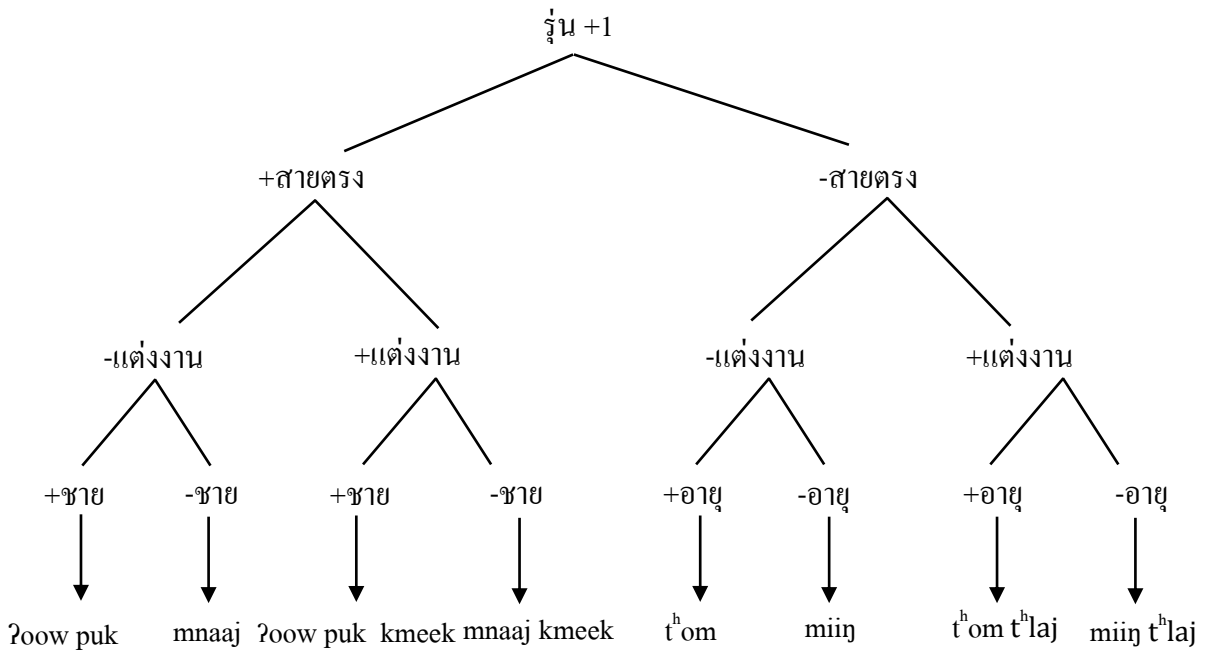 รุ่น +1
+สายตรง -สายตรง
-แต่งงาน +แต่งงาน -แต่งงาน +แต่งงาน
+ชาย -ชาย +ชาย -ชาย +อายุ -อายุ +อายุ -อายุ
ʔoow puk mnaaj ʔoow puk kmeek mnaaj kmeek tʰom miiŋ tʰom tʰlaj miiŋ tʰlaj